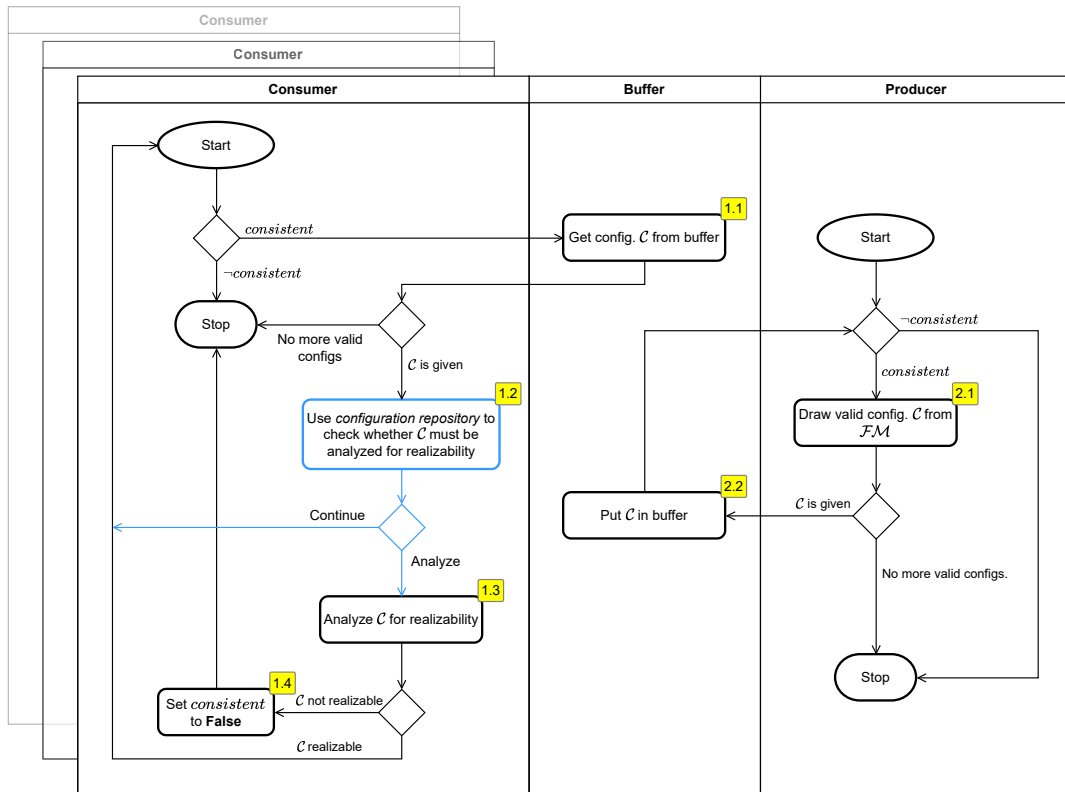 Consumer
Consumer
Consumer
Buffer
Producer
Start
consistent
¬consistent
Stop
1.1
Get config. 𝒞 from buffer
No more valid
configs
𝒞 is given
1.2
Use configuration repository to
check whether 𝒞 must be
analyzed for realizability
Continue
Analyze
1.3
Analyze 𝒞 for realizability
1.4
Set consistent
to False
𝒞 not realizable
𝒞 realizable
Start
¬consistent
consistent
2.1
Draw valid config. 𝒞 from
ℱℳ
2.2
Put 𝒞 in buffer
𝒞 is given
No more valid configs.
Stop